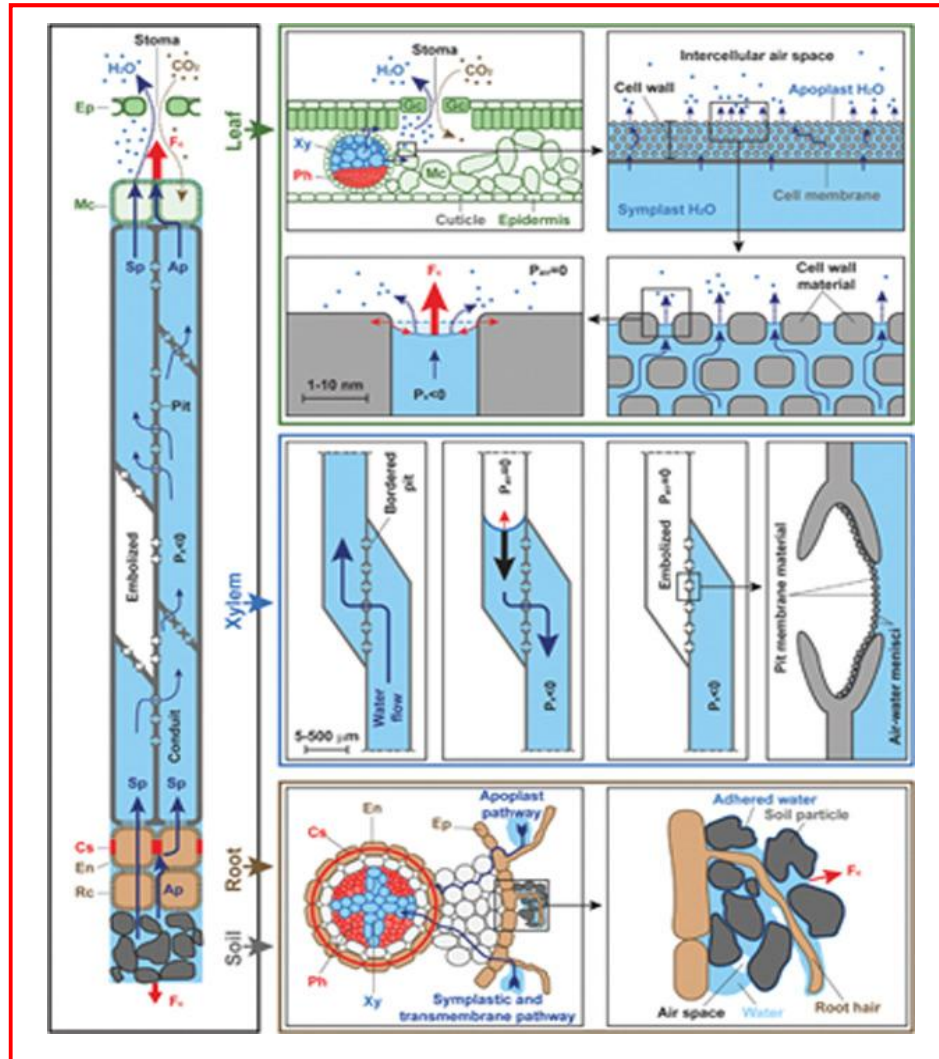 Stoma
H₂O
CO₂
Ep
Fc
Mc
Sp
Ap
Pit
Embolized
Pₓ<0
Conduit
Sp
Sp
Cs
En
Rc
Ap
Fc
Leaf
Xylem
Root
Soil
Stoma
H₂O
CO₂
Gc
Gc
Xy
Ph
Mc
Cuticle
Epidermis
Intercellular air space
Cell wall
Apoplast H₂O
Cell membrane
Symplast H₂O
Fc
Pₐᵢᵣ=0
1-10 nm
Pₓ<0
Cell wall
material
Bordered
pit
Water
flow
5-500 μm
Pₐᵢᵣ=0
Pₓ<0
Embolized Pₐᵢᵣ=0
Pₓ<0
Pit membrane material
Air-water menisci
En
Cs
Ph
Xy
Ep
Apoplast
pathway
Symplastic and
transmembrane pathway
Adhered water
Soil particle
Fc
Air space
Water
Root hair